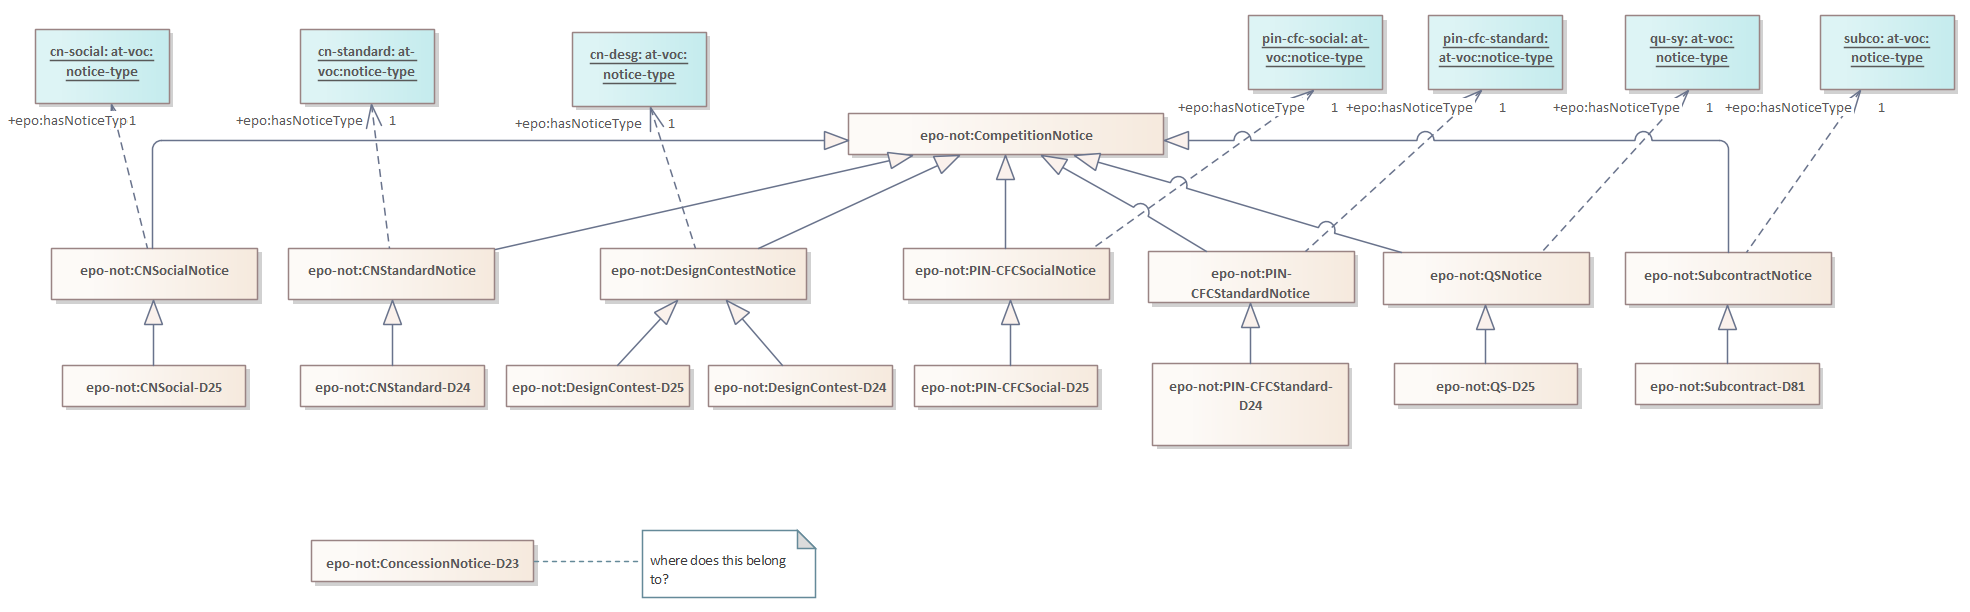 cn-social: at-voc:
notice-type
cn-standard: at-
voc:notice-type
cn-desg: at-voc:
notice-type
pin-cfc-social: at-
voc:notice-type
pin-cfc-standard:
at-voc:notice-type
qu-sy: at-voc:
notice-type
subco: at-voc:
notice-type
+epo:hasNoticeTyp 1
+epo:hasNoticeType 1
+epo:hasNoticeType 1
+epo:hasNoticeType 1
+epo:hasNoticeType 1
+epo:hasNoticeType 1
+epo:hasNoticeType 1
epo-not:CompetitionNotice
epo-not:CNSocialNotice
epo-not:CNStandardNotice
epo-not:DesignContestNotice
epo-not:PIN-CFCSocialNotice
epo-not:PIN-
CFCStandardNotice
epo-not:QSNotice
epo-not:SubcontractNotice
epo-not:CNSocial-D25
epo-not:CNStandard-D24
epo-not:DesignContest-D25
epo-not:DesignContest-D24
epo-not:PIN-CFCSocial-D25
epo-not:PIN-CFCStandard-
D24
epo-not:QS-D25
epo-not:Subcontract-D81
epo-not:ConcessionNotice-D23
where does this belong
to?